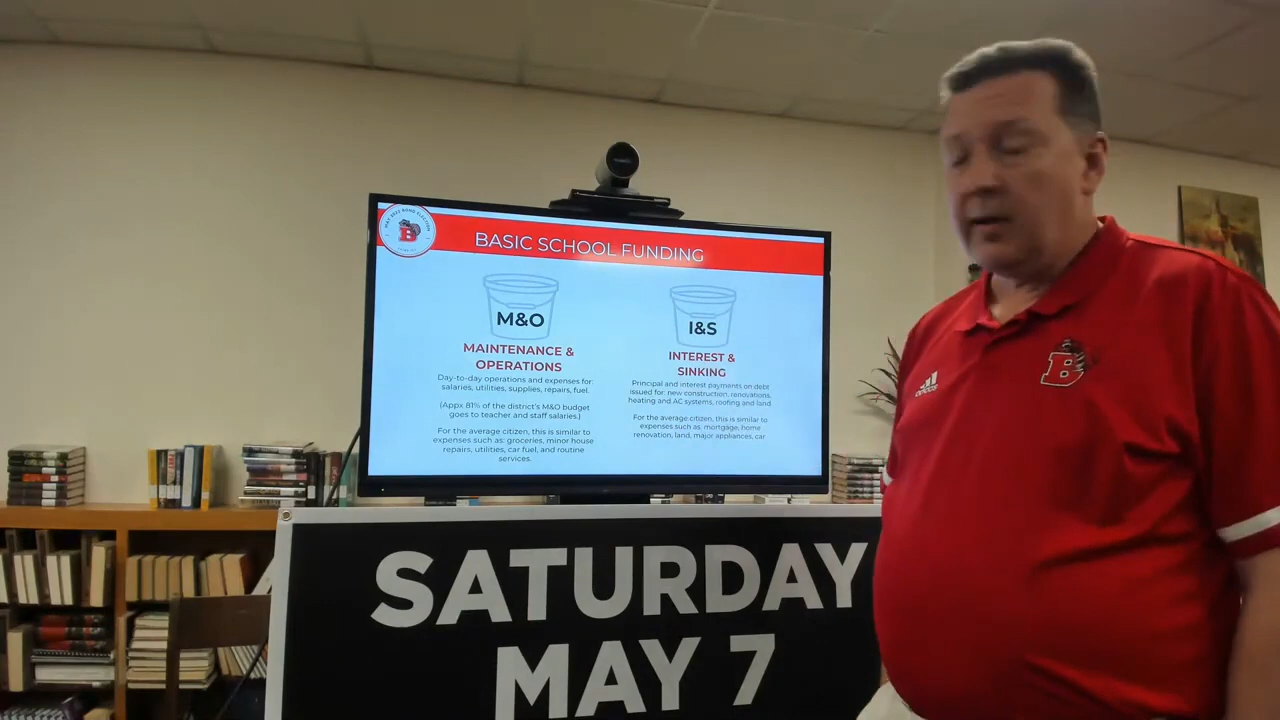 MAY 2022 BOND ELECTION
B
BASIC SCHOOL FUNDING
M&O
MAINTENANCE &
OPERATIONS
Day-to-day operations and expenses for:
salaries, utilities, supplies, repairs, fuel.
(Appx 81% of the district's M&O budget
goes to teacher and staff salaries.)
For the average citizen, this is similar to
expenses such as: groceries, minor house
repairs, utilities, car fuel, and routine
services.
I&S
INTEREST &
SINKING
Principal and interest payments on debt
issued for: new construction, renovations,
heating and AC systems, roofing and land
For the average citizen, this is similar to
expenses such as; mortgage, home
renovation, land, major appliances, car
adidas
B
SATURDAY
MAY 7